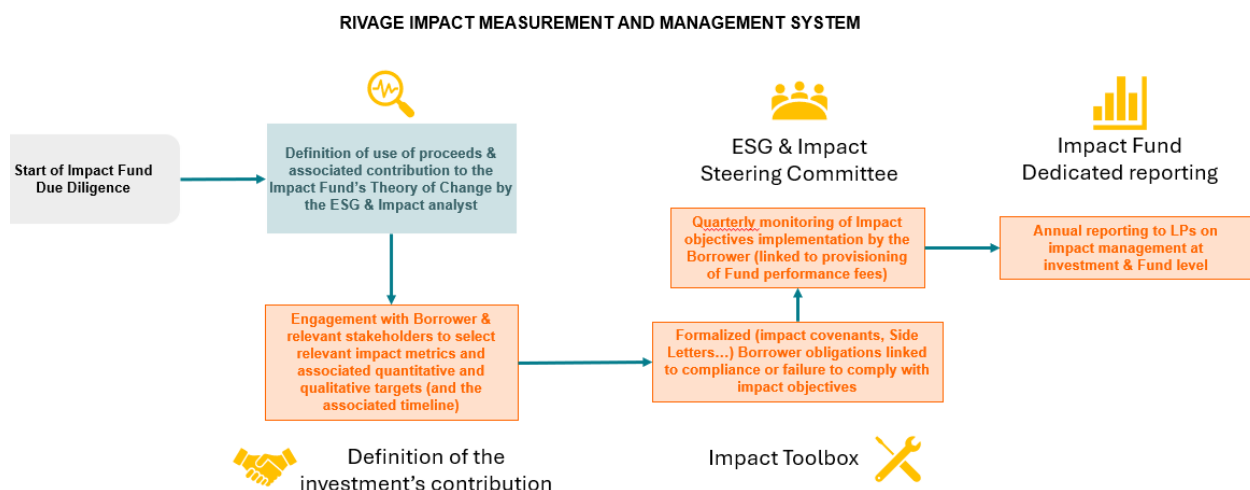 RIVAGE IMPACT MEASUREMENT AND MANAGEMENT SYSTEM
Start of Impact Fund
Due Diligence
Definition of use of proceeds &
associated contribution to the
Impact Fund's Theory of Change by
the ESG & Impact analyst
Engagement with Borrower &
relevant stakeholders to select
relevant impact metrics and
associated quantitative and
qualitative targets (and the
associated timeline)
Definition of the
investment's contribution
ESG & Impact
Steering Committee
Quarterly monitoring of Impact
objectives implementation by the
Borrower (linked to provisioning
of Fund performance fees)
Formalized (impact covenants, Side
Letters...) Borrower obligations linked
to compliance or failure to comply with
impact objectives
Impact Toolbox
Impact Fund
Dedicated reporting
Annual reporting to LPs on
impact management at
investment & Fund level